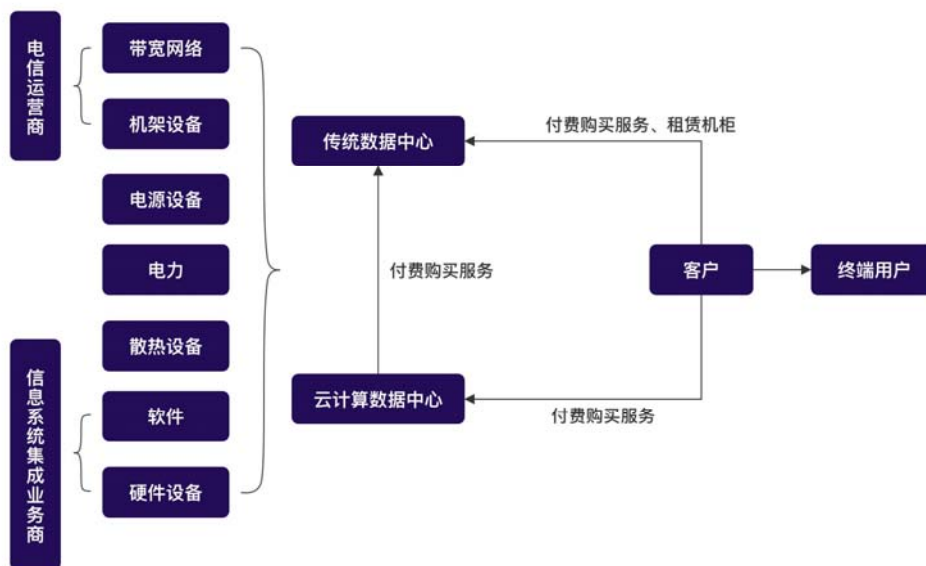 电信运营商
带宽网络
机架设备
电源设备
电力
散热设备
信息系统集成业务商
软件
硬件设备
传统数据中心
付费购买服务、租赁机柜
付费购买服务
客户
终端用户
云计算数据中心
付费购买服务